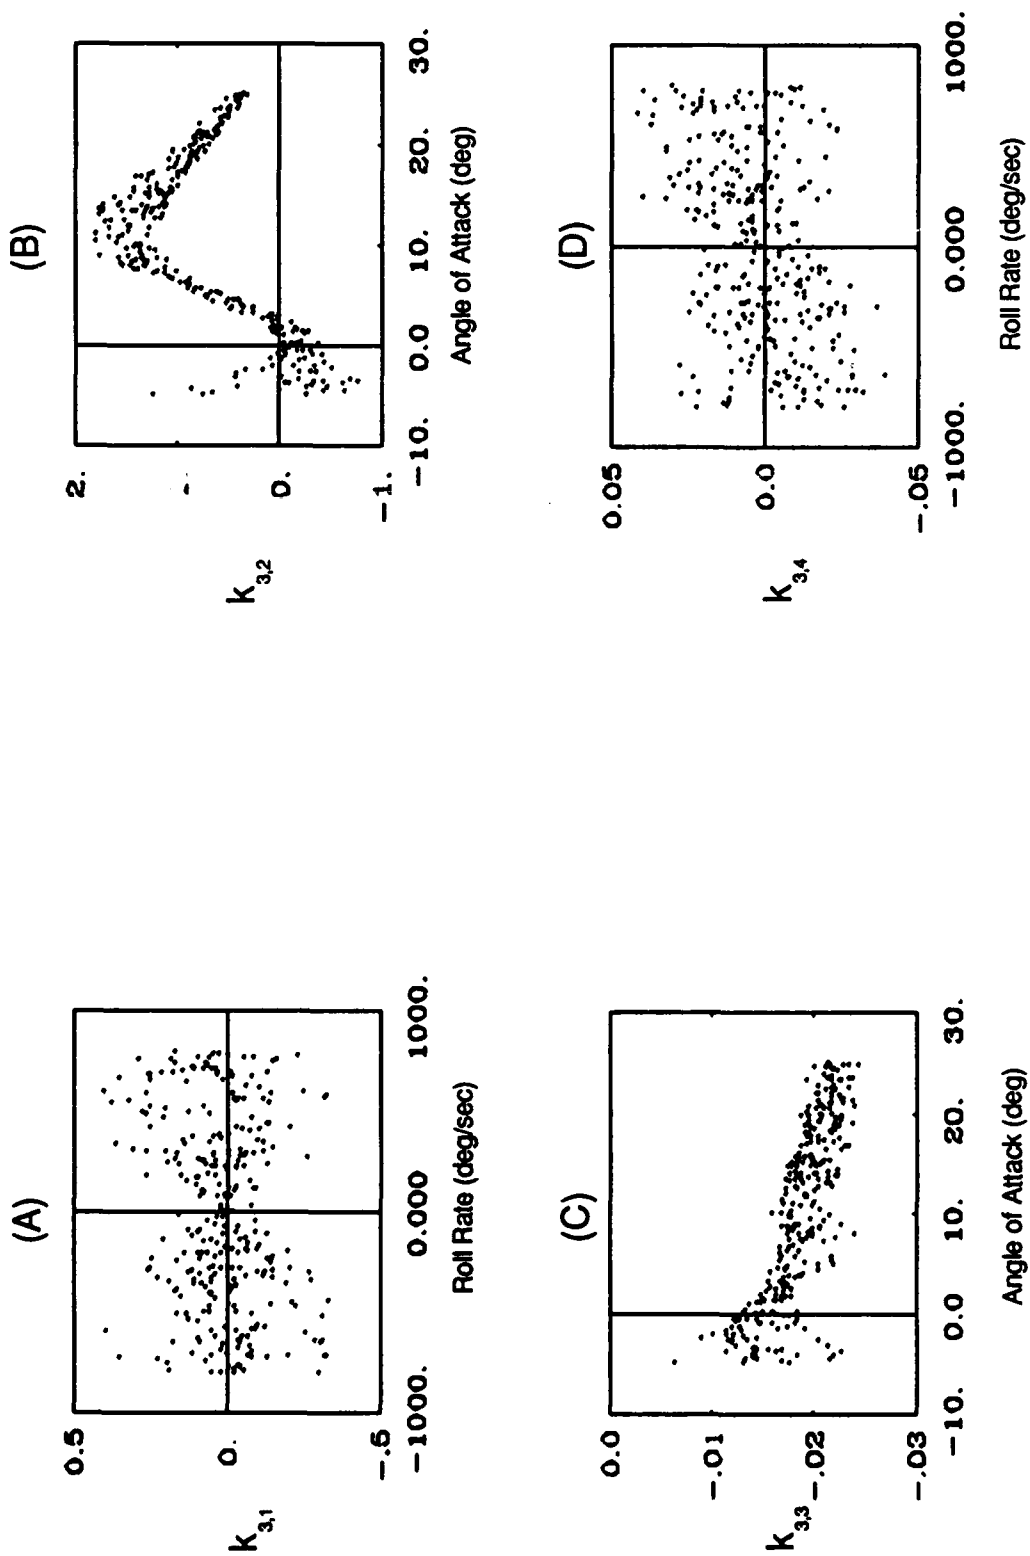 (A)
0.5
0.
-.5
k3,1
-1000.
0.000
1000.
Roll Rate (deg/sec)
(B)
2.
0.
-1.
k3,2
-10.
0.0
10.
20.
30.
Angle of Attack (deg)
(C)
0.0
-.01
-.02
-.03
k3,3
-10.
0.0
10.
20.
30.
Angle of Attack (deg)
(D)
0.05
0.0
-.05
k3,4
-1000.
0.000
1000.
Roll Rate (deg/sec)